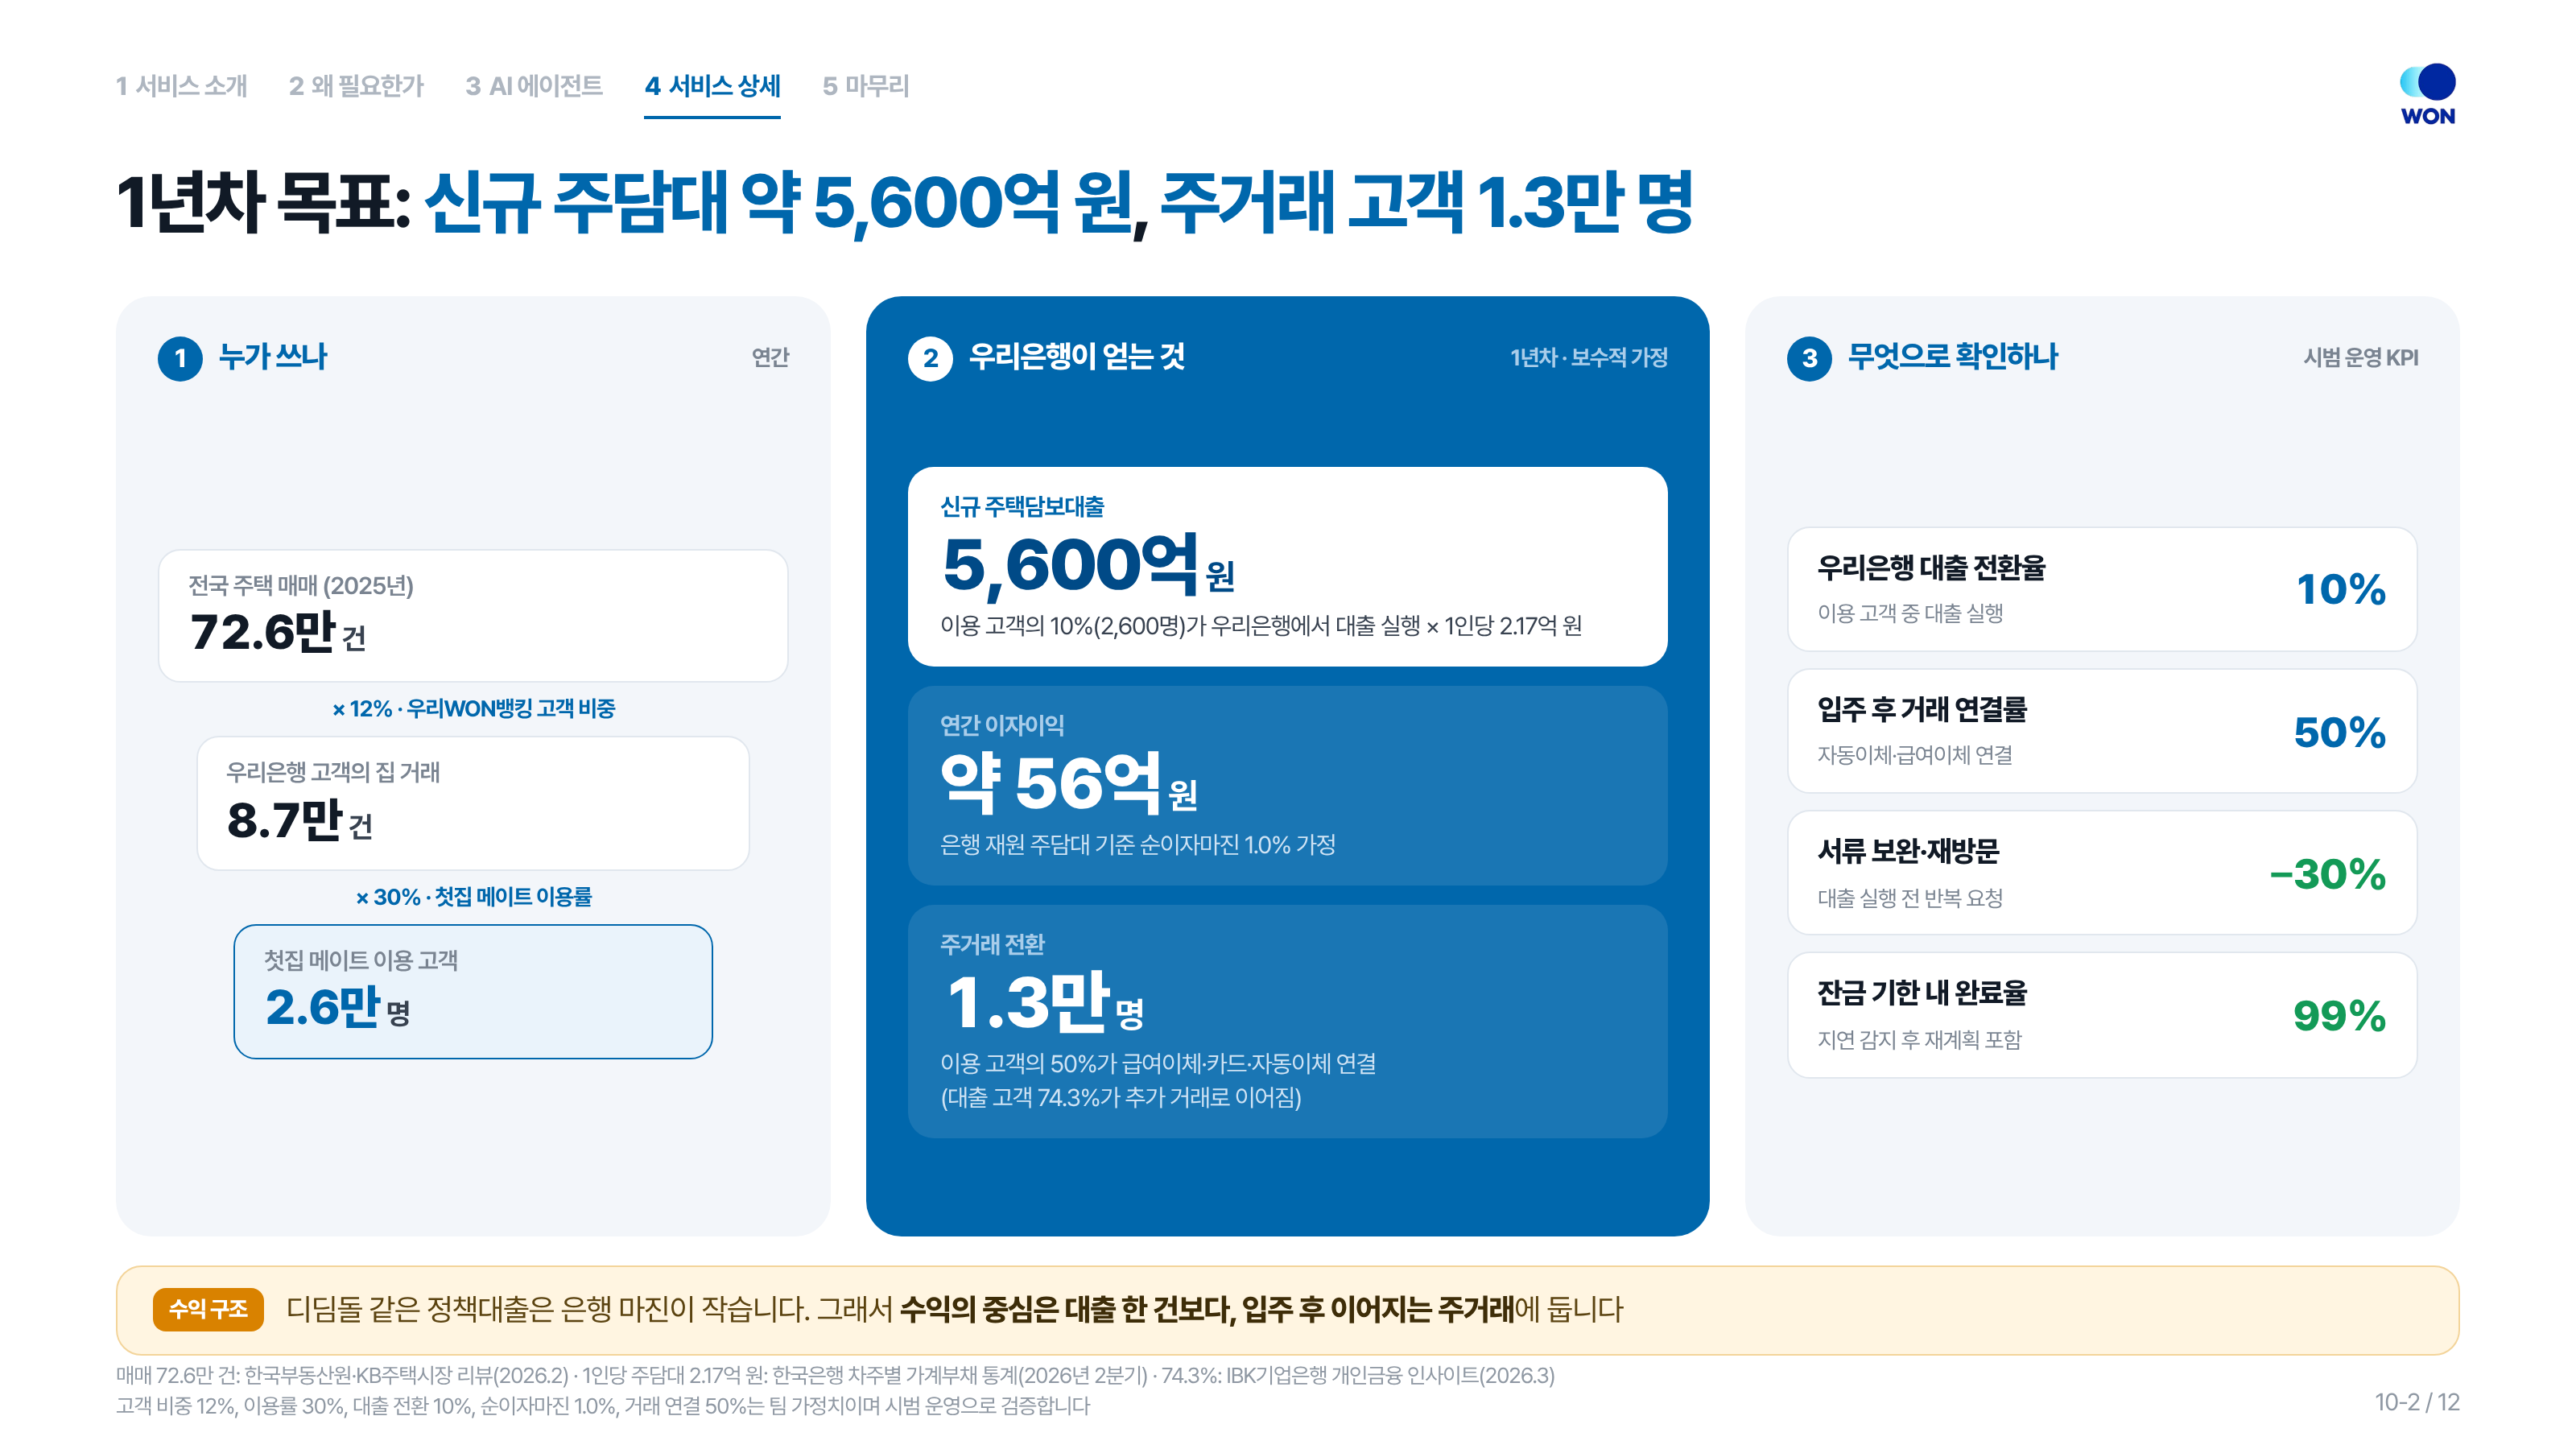 1 서비스 소개 2 왜 필요한가 3 AI 에이전트 4 서비스 상세 5 마무리
WON
1년차 목표: 신규 주담대 약 5,600억 원, 주거래 고객 1.3만 명
1 누가 쓰나 연간
전국 주택 매매 (2025년)
72.6만 건
× 12% · 우리WON뱅킹 고객 비중
우리은행 고객의 집 거래
8.7만 건
× 30% · 첫집 메이트 이용률
첫집 메이트 이용 고객
2.6만 명
2 우리은행이 얻는 것 1년차 · 보수적 가정
신규 주택담보대출
5,600억 원
이용 고객의 10%(2,600명)가 우리은행에서 대출 실행 × 1인당 2.17억 원
연간 이자이익
약 56억 원
은행 재원 주담대 기준 순이자마진 1.0% 가정
주거래 전환
1.3만 명
이용 고객의 50%가 급여이체·카드·자동이체 연결
(대출 고객 74.3%가 추가 거래로 이어짐)
3 무엇으로 확인하나 시범 운영 KPI
우리은행 대출 전환율
이용 고객 중 대출 실행
10%
입주 후 거래 연결률
자동이체·급여이체 연결
50%
서류 보완·재방문
대출 실행 전 반복 요청
−30%
잔금 기한 내 완료율
지연 감지 후 재계획 포함
99%
수익 구조 디딤돌 같은 정책대출은 은행 마진이 작습니다. 그래서 수익의 중심은 대출 한 건보다, 입주 후 이어지는 주거래에 둡니다
매매 72.6만 건: 한국부동산원·KB주택시장 리뷰(2026.2) · 1인당 주담대 2.17억 원: 한국은행 차주별 가계부채 통계(2026년 2분기) · 74.3%: IBK기업은행 개인금융 인사이트(2026.3)
고객 비중 12%, 이용률 30%, 대출 전환 10%, 순이자마진 1.0%, 거래 연결 50%는 팀 가정치이며 시범 운영으로 검증합니다
10-2 / 12